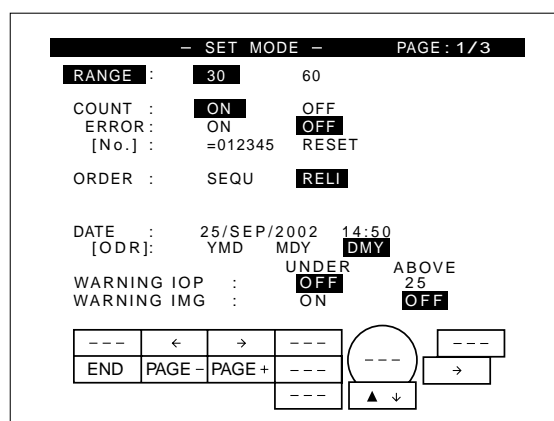 – SET MODE – PAGE: 1/3
RANGE : 30 60
COUNT : ON OFF
ERROR : ON OFF
[No.] : =012345 RESET
ORDER : SEQU RELI
DATE : 25/SEP/2002 14:50
[ODR]: YMD MDY DMY
UNDER ABOVE
WARNING IOP : OFF 25
WARNING IMG : ON OFF
--- ← → --- --- ---
END PAGE – PAGE + --- →
--- ▲ ↓